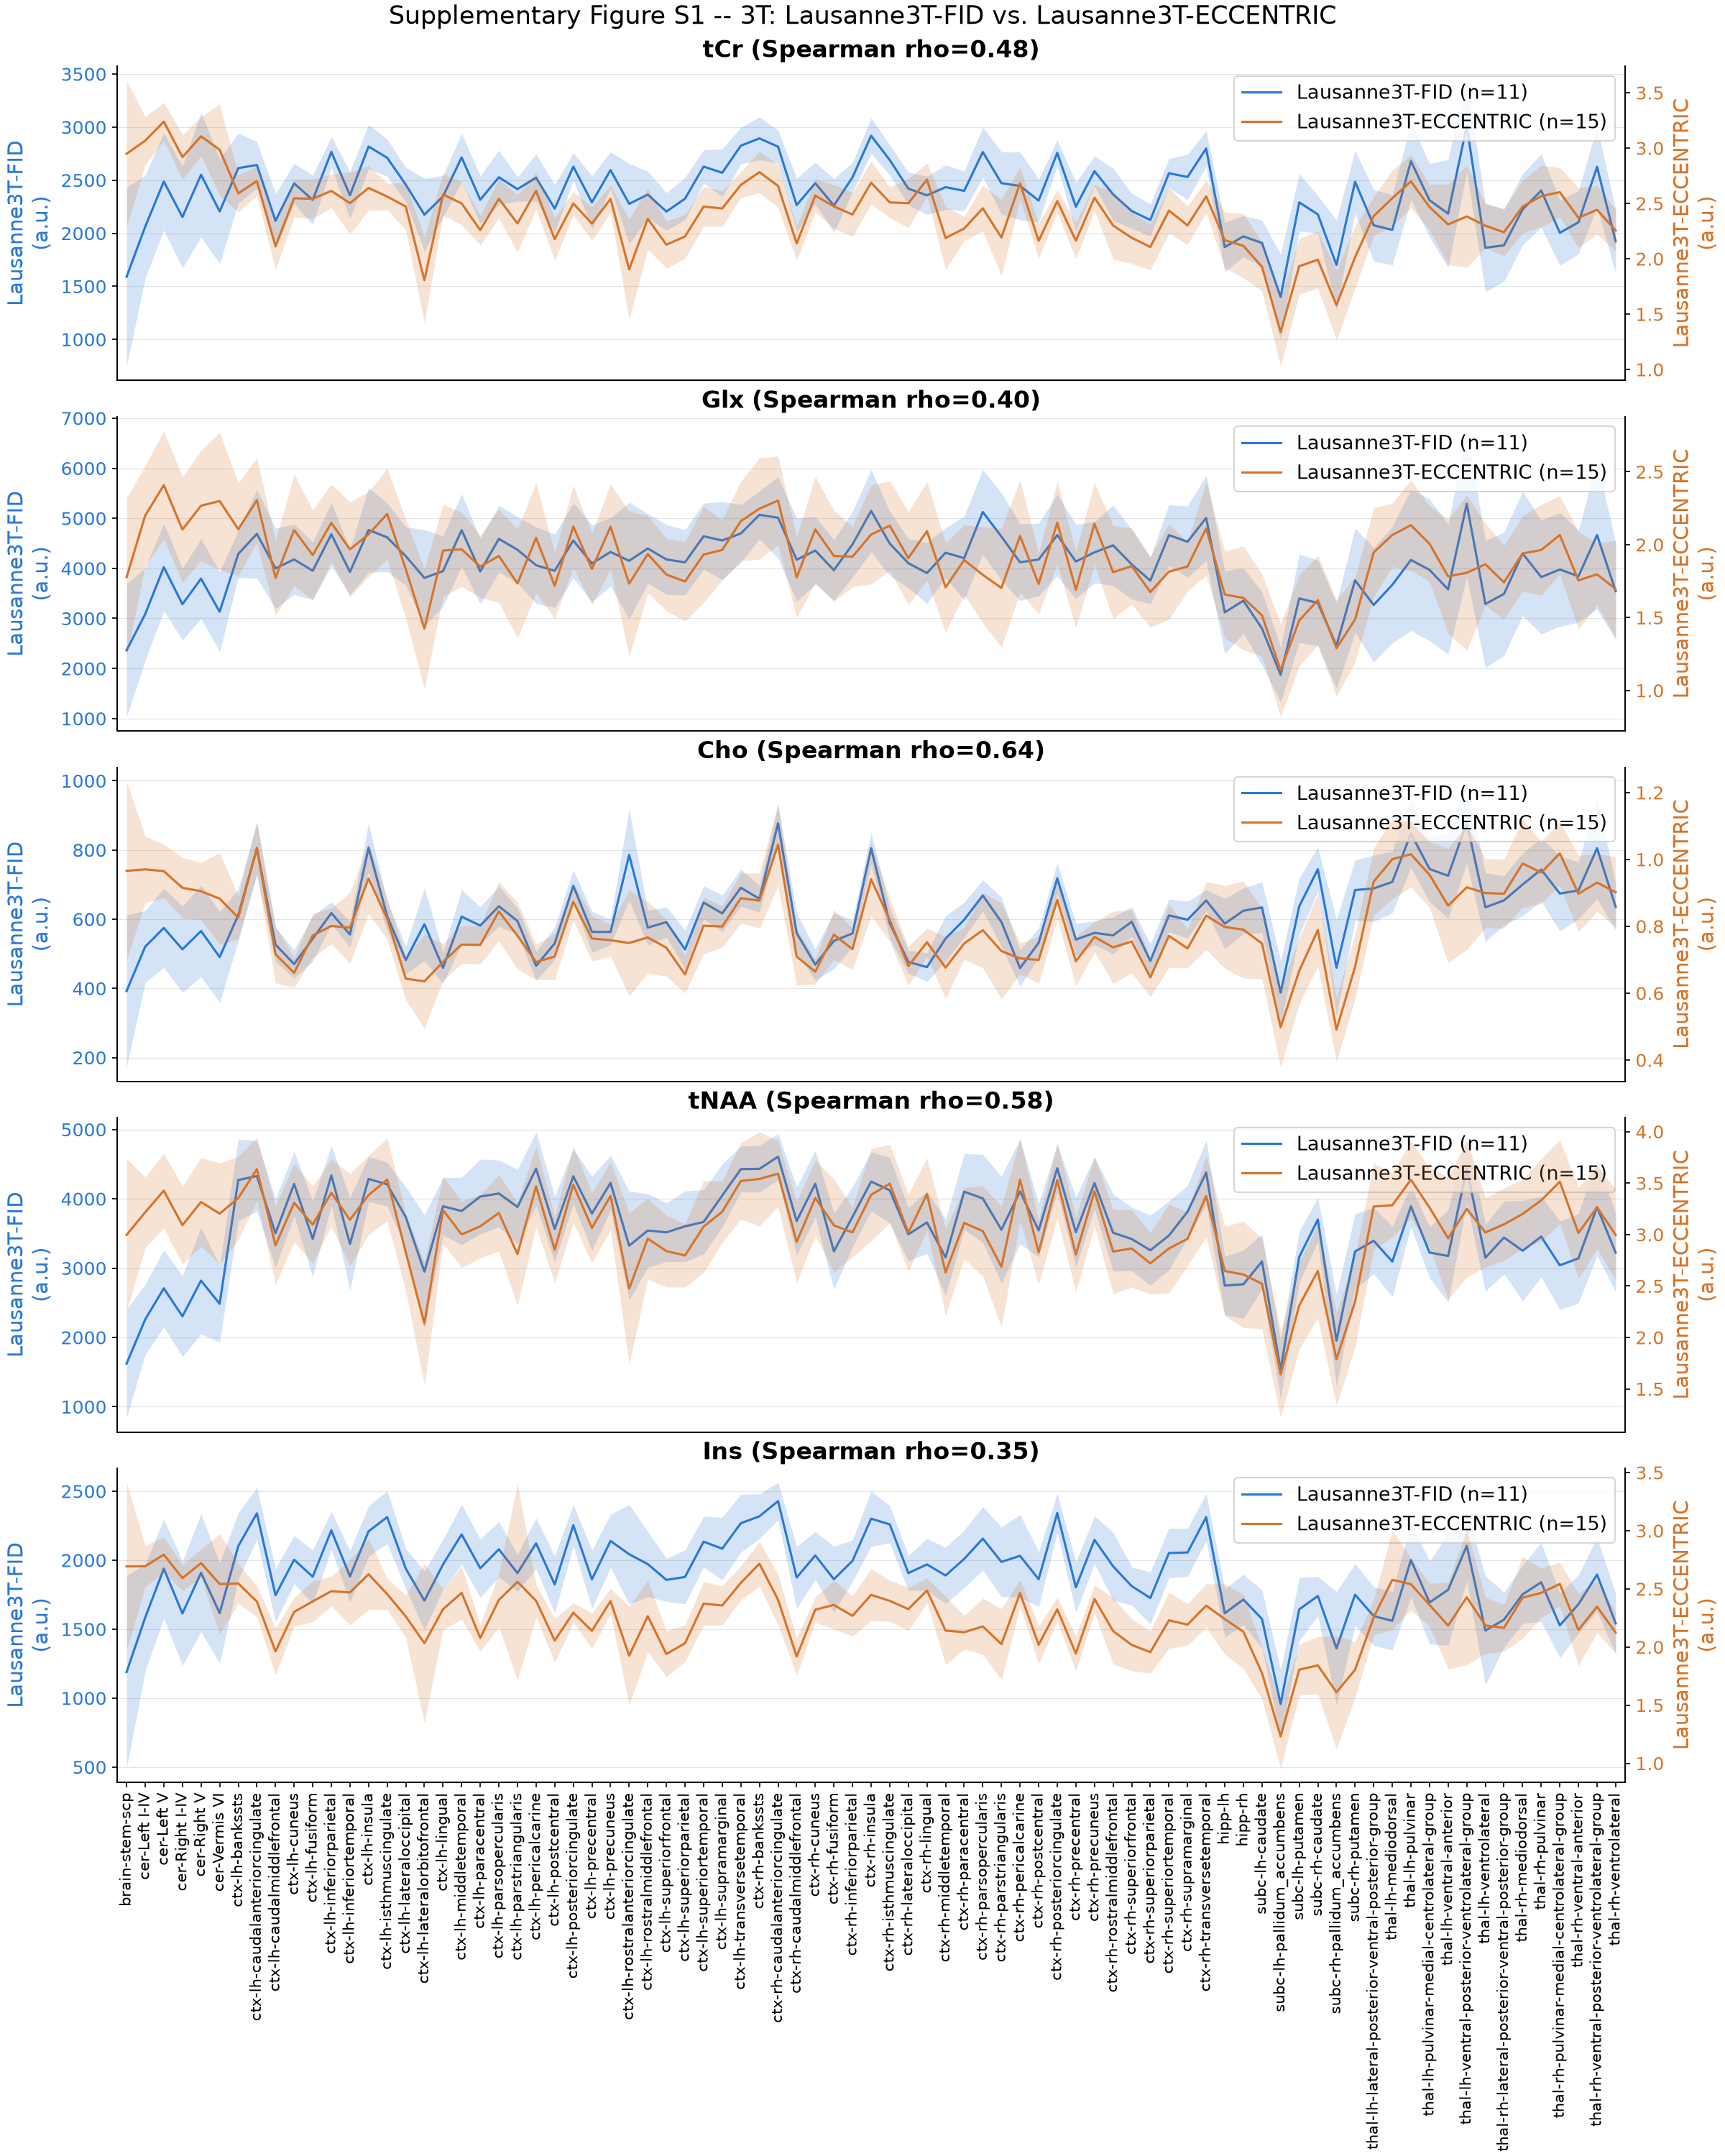 Supplementary Figure S1 -- 3T: Lausanne3T-FID vs. Lausanne3T-ECCENTRIC
tCr (Spearman rho=0.48)
3500
3000
2500
2000
1500
1000
Lausanne3T-FID
(a.u.)
Lausanne3T-FID (n=11)
Lausanne3T-ECCENTRIC (n=15)
3.5
3.0
2.5
2.0
1.5
1.0
Lausanne3T-ECCENTRIC
(a.u.)
Glx (Spearman rho=0.40)
7000
6000
5000
4000
3000
2000
1000
Lausanne3T-FID
(a.u.)
Lausanne3T-FID (n=11)
Lausanne3T-ECCENTRIC (n=15)
2.5
2.0
1.5
1.0
Lausanne3T-ECCENTRIC
(a.u.)
Cho (Spearman rho=0.64)
1000
800
600
400
200
Lausanne3T-FID
(a.u.)
Lausanne3T-FID (n=11)
Lausanne3T-ECCENTRIC (n=15)
1.2
1.0
0.8
0.6
0.4
Lausanne3T-ECCENTRIC
(a.u.)
tNAA (Spearman rho=0.58)
5000
4000
3000
2000
1000
Lausanne3T-FID
(a.u.)
Lausanne3T-FID (n=11)
Lausanne3T-ECCENTRIC (n=15)
4.0
3.5
3.0
2.5
2.0
1.5
Lausanne3T-ECCENTRIC
(a.u.)
Ins (Spearman rho=0.35)
2500
2000
1500
1000
500
Lausanne3T-FID
(a.u.)
Lausanne3T-FID (n=11)
Lausanne3T-ECCENTRIC (n=15)
3.5
3.0
2.5
2.0
1.5
1.0
Lausanne3T-ECCENTRIC
(a.u.)
brain-stem-scp
cer-Left I-IV
cer-Left V
cer-Right I-IV
cer-Right V
cer-Vermis VI
ctx-lh-bankssts
ctx-lh-caudalanteriorcingulate
ctx-lh-caudalmiddlefrontal
ctx-lh-cuneus
ctx-lh-fusiform
ctx-lh-inferiorparietal
ctx-lh-inferiortemporal
ctx-lh-insula
ctx-lh-isthmuscingulate
ctx-lh-lateraloccipital
ctx-lh-lateralorbitofrontal
ctx-lh-lingual
ctx-lh-middletemporal
ctx-lh-paracentral
ctx-lh-parsopercularis
ctx-lh-parstriangularis
ctx-lh-pericalcarine
ctx-lh-postcentral
ctx-lh-posteriorcingulate
ctx-lh-precentral
ctx-lh-precuneus
ctx-lh-rostralanteriorcingulate
ctx-lh-rostralmiddlefrontal
ctx-lh-superiorfrontal
ctx-lh-superiorparietal
ctx-lh-superiortemporal
ctx-lh-supramarginal
ctx-lh-transversetemporal
ctx-rh-bankssts
ctx-rh-caudalanteriorcingulate
ctx-rh-caudalmiddlefrontal
ctx-rh-cuneus
ctx-rh-fusiform
ctx-rh-inferiorparietal
ctx-rh-insula
ctx-rh-isthmuscingulate
ctx-rh-lateraloccipital
ctx-rh-lingual
ctx-rh-middletemporal
ctx-rh-paracentral
ctx-rh-parsopercularis
ctx-rh-parstriangularis
ctx-rh-pericalcarine
ctx-rh-postcentral
ctx-rh-posteriorcingulate
ctx-rh-precentral
ctx-rh-precuneus
ctx-rh-rostralmiddlefrontal
ctx-rh-superiorfrontal
ctx-rh-superiorparietal
ctx-rh-superiortemporal
ctx-rh-supramarginal
ctx-rh-transversetemporal
hipp-lh
hipp-rh
subc-lh-caudate
subc-lh-pallidum_accumbens
subc-lh-putamen
subc-rh-caudate
subc-rh-pallidum_accumbens
subc-rh-putamen
thal-lh-lateral-posterior-ventral-posterior-group
thal-lh-mediodorsal
thal-lh-pulvinar
thal-lh-pulvinar-medial-centrolateral-group
thal-lh-ventral-anterior
thal-lh-ventral-posterior-ventrolateral-group
thal-lh-ventrolateral
thal-rh-lateral-posterior-ventral-posterior-group
thal-rh-mediodorsal
thal-rh-pulvinar
thal-rh-pulvinar-medial-centrolateral-group
thal-rh-ventral-anterior
thal-rh-ventral-posterior-ventrolateral-group
thal-rh-ventrolateral